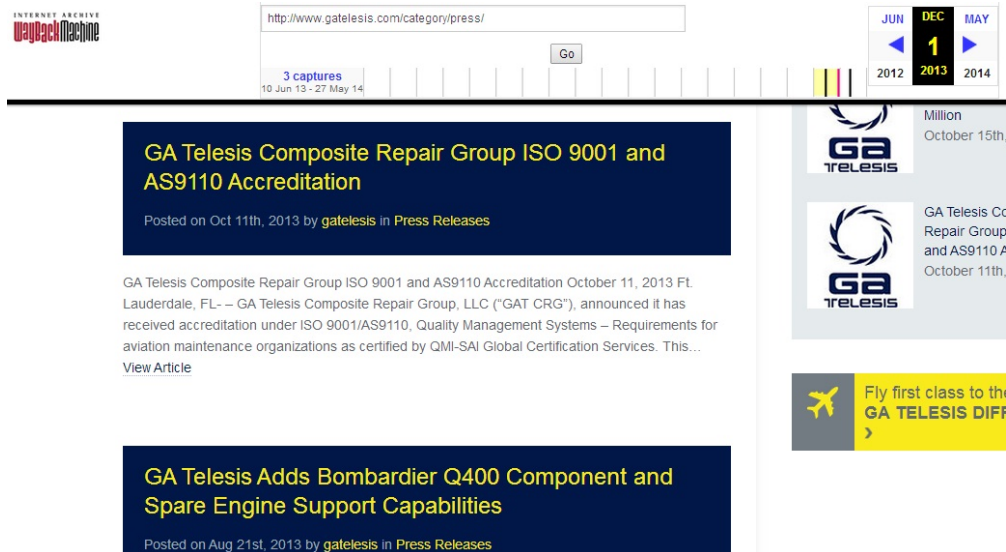 INTERNET ARCHIVE
WayBackMachine
http://www.gatelesis.com/category/press/
Go
3 captures
10 Jun 13 - 27 May 14
JUN DEC MAY
1
2012 2013 2014
GA Telesis Composite Repair Group ISO 9001 and
AS9110 Accreditation
Posted on Oct 11th, 2013 by gatelesis in Press Releases
GA Telesis Composite Repair Group ISO 9001 and AS9110 Accreditation October 11, 2013 Ft.
Lauderdale, FL- – GA Telesis Composite Repair Group, LLC (“GAT CRG”), announced it has
received accreditation under ISO 9001/AS9110, Quality Management Systems – Requirements for
aviation maintenance organizations as certified by QMI-SAI Global Certification Services. This...
View Article
GA Telesis Adds Bombardier Q400 Component and
Spare Engine Support Capabilities
Posted on Aug 21st, 2013 by gatelesis in Press Releases
Ga
TELESIS
Million
October 15th,
Ga
TELESIS
GA Telesis Co
Repair Group
and AS9110 A
October 11th,
Fly first class to the
GA TELESIS DIFF
›